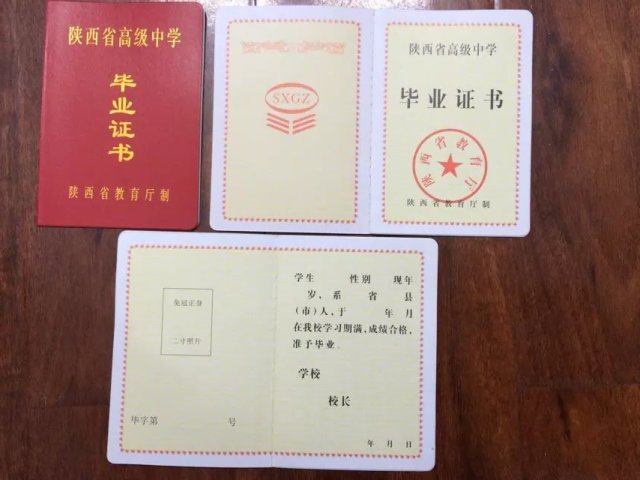 陕西省高级中学
毕业证书
陕西省教育厅制
SXGZ
陕西省高级中学
毕业证书
陕西省教育厅
陕西省教育厅制
免冠正身
二寸照片
毕字第 号
学生 性别 现年
岁、系 省 县
(市)人、于 年 月
在我校学习期满,成绩合格,
准予毕业.
学校
校长
年 月 日